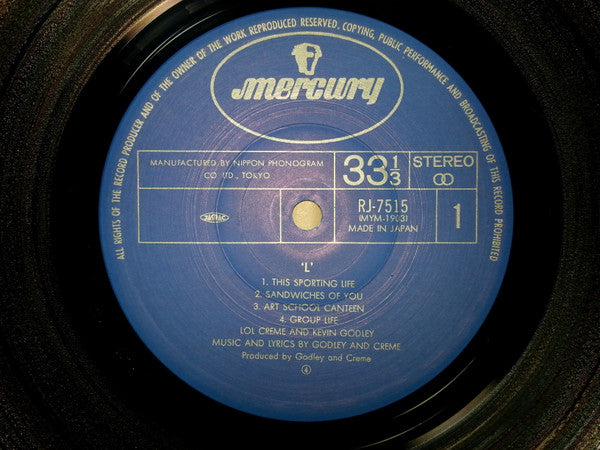 ALL RIGHTS OF THE RECORD PRODUCER AND OF THE OWNER OF THE WORK REPRODUCED RESERVED. COPYING, PUBLIC PERFORMANCE AND BROADCASTING OF THIS RECORD PROHIBITED
mercury
MANUFACTURED BY NIPPON PHONOGRAM
CO. LTD., TOKYO
33 1/3
STEREO
RJ-7515
(MYM-1903)
MADE IN JAPAN
1
'L'
1. THIS SPORTING LIFE
2. SANDWICHES OF YOU
3. ART SCHOOL CANTEEN
4. GROUP LIFE
LOL CREME AND KEVIN GODLEY
MUSIC AND LYRICS BY GODLEY AND CREME
Produced by Godley and Creme
4